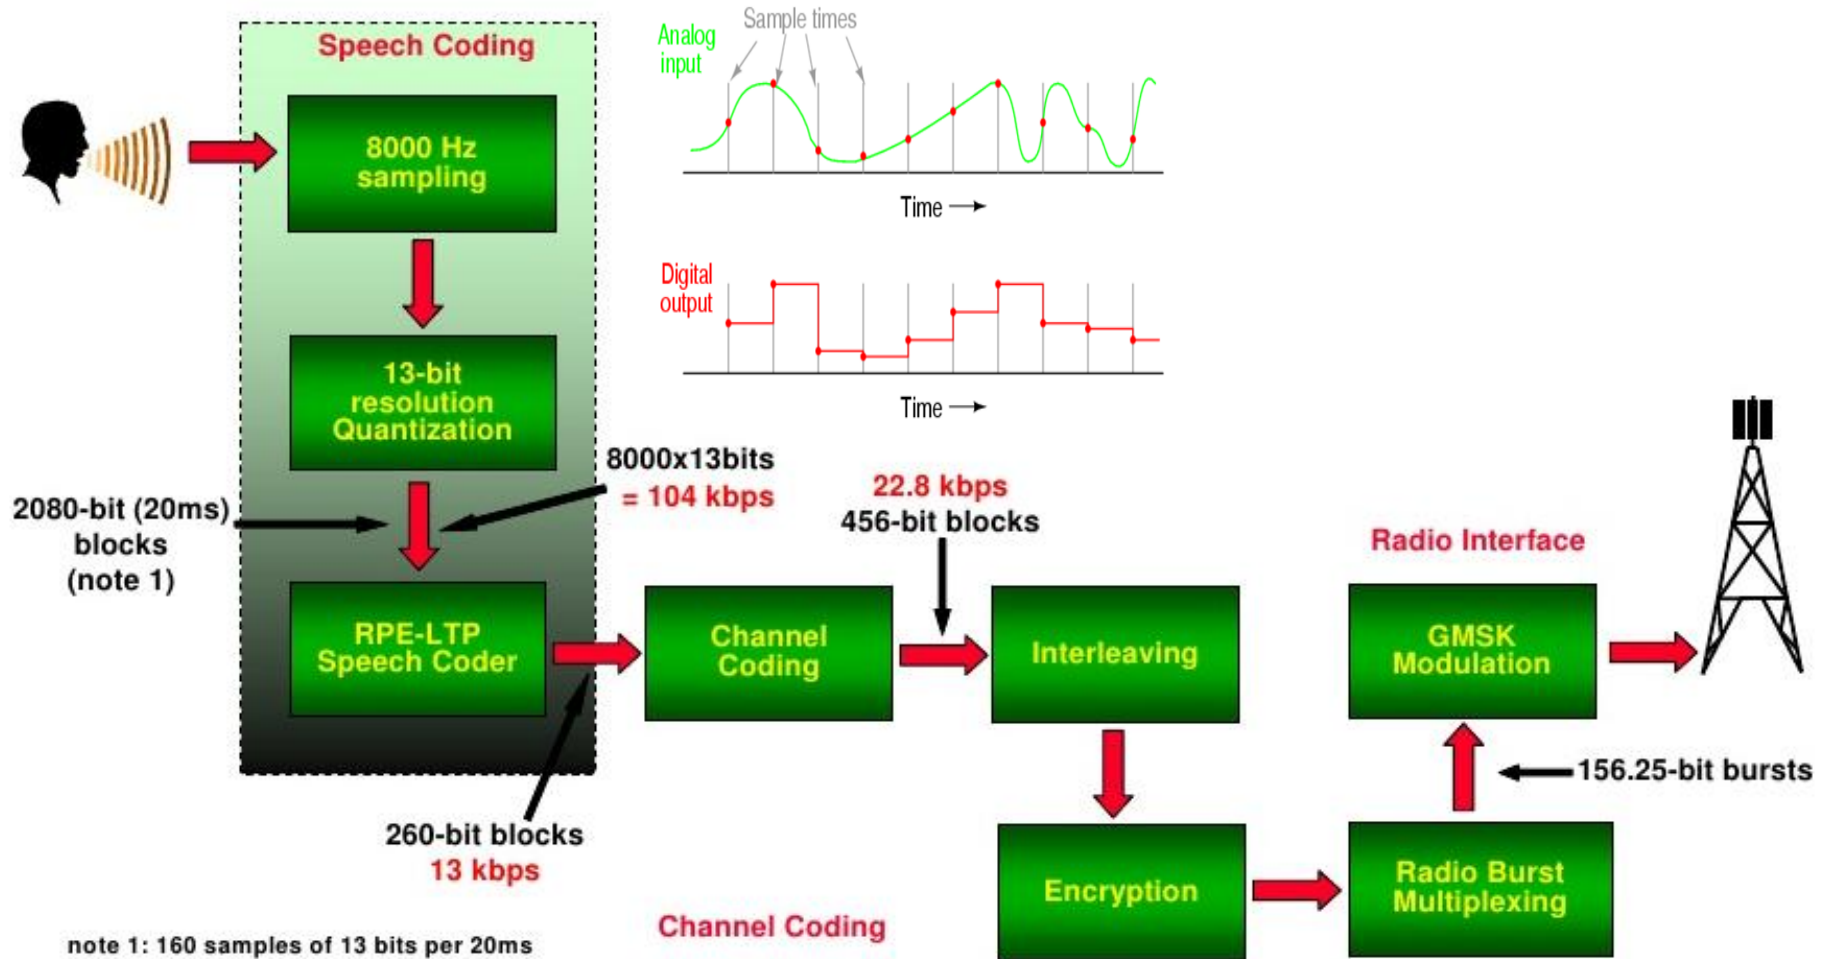 Speech Coding
8000 Hz
sampling
13-bit
resolution
Quantization
2080-bit (20ms)
blocks
(note 1)
8000x13bits
= 104 kbps
RPE-LTP
Speech Coder
260-bit blocks
13 kbps
note 1: 160 samples of 13 bits per 20ms
Sample times
Analog
input
Time
Digital
output
Time
Channel
Coding
22.8 kbps
456-bit blocks
Interleaving
Encryption
Channel Coding
Radio Burst
Multiplexing
156.25-bit bursts
Radio Interface
GMSK
Modulation